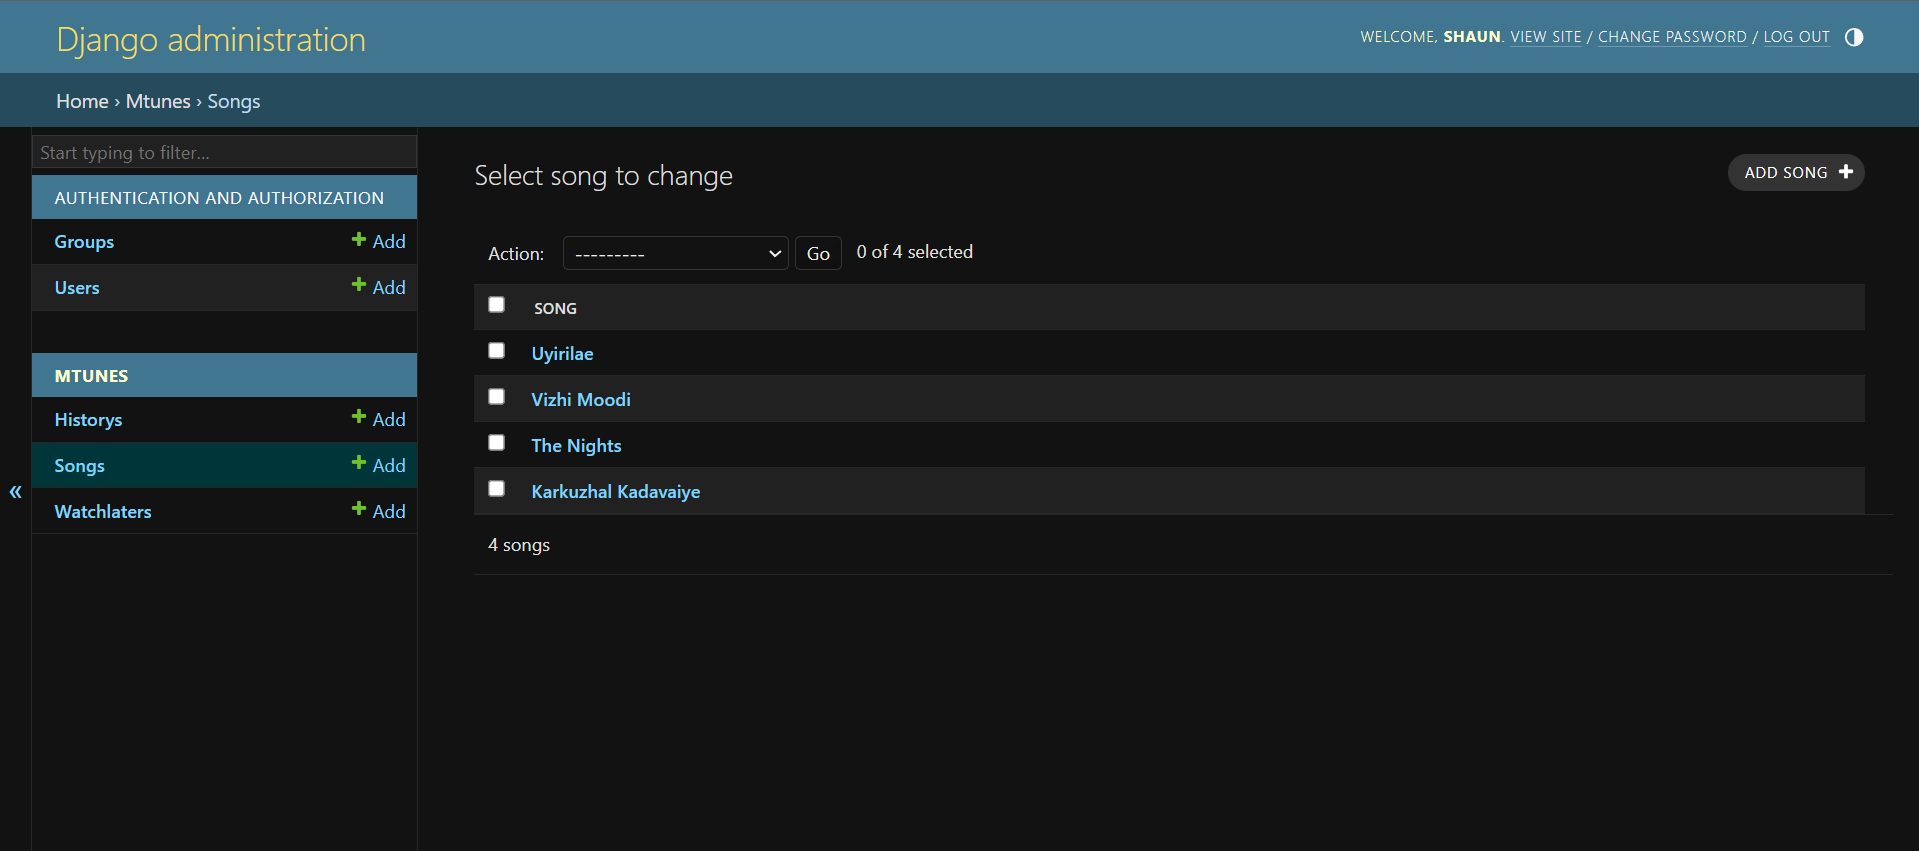 Django administration
WELCOME, SHAUN. VIEW SITE / CHANGE PASSWORD / LOG OUT
Home › Mtunes › Songs
Start typing to filter...
AUTHENTICATION AND AUTHORIZATION
Groups + Add
Users + Add
MTUNES
Historys + Add
Songs + Add
Watchlaters + Add
«
Select song to change
ADD SONG +
Action: --------- Go 0 of 4 selected
SONG
Uyirilae
Vizhi Moodi
The Nights
Karkuzhal Kadavaiye
4 songs